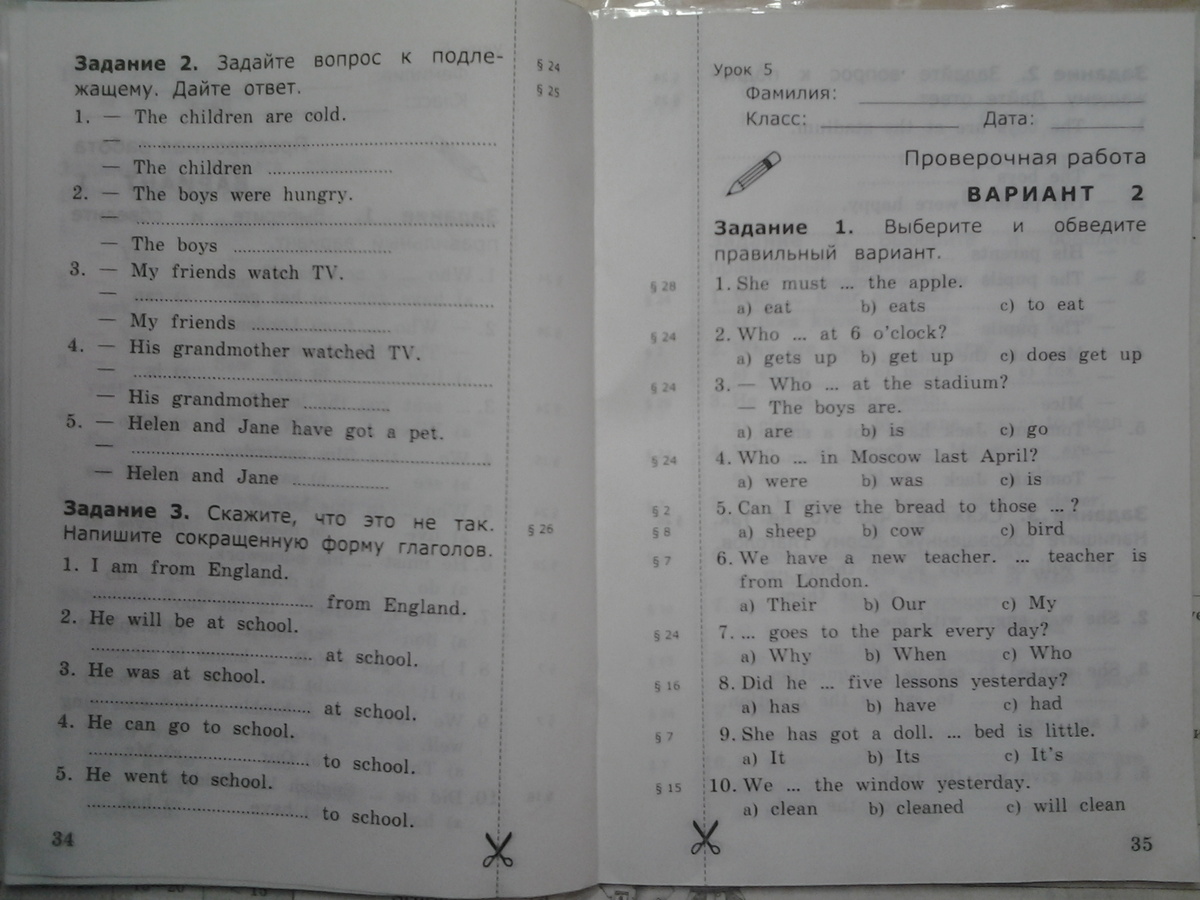 Задание 2. Задайте вопрос к подле-
жащему. Дайте ответ.
§ 24
§ 25
1. — The children are cold.
— ........................................
— The children ....................
2. — The boys were hungry.
— ........................................
— The boys ....................
3. — My friends watch TV.
— ........................................
— My friends ....................
4. — His grandmother watched TV.
— ........................................
— His grandmother ....................
5. — Helen and Jane have got a pet.
— ........................................
— Helen and Jane ....................
Задание 3. Скажите, что это не так.
Напишите сокращенную форму глаголов.
§ 26
1. I am from England.
.................... from England.
2. He will be at school.
.................... at school.
3. He was at school.
.................... at school.
4. He can go to school.
.................... to school.
5. He went to school.
.................... to school.
34
Урок 5
Фамилия: ____________________
Класс: __________ Дата: __________
Проверочная работа
ВАРИАНТ 2
Задание 1. Выберите и обведите
правильный вариант.
§ 28 1. She must ... the apple.
a) eat b) eats c) to eat
§ 24 2. Who ... at 6 o'clock?
a) gets up b) get up c) does get up
§ 24 3. — Who ... at the stadium?
— The boys are.
a) are b) is c) go
§ 24 4. Who ... in Moscow last April?
a) were b) was c) is
§ 2 5. Can I give the bread to those ... ?
§ 8 a) sheep b) cow c) bird
§ 7 6. We have a new teacher. ... teacher is
from London.
a) Their b) Our c) My
§ 24 7. ... goes to the park every day?
a) Why b) When c) Who
§ 16 8. Did he ... five lessons yesterday?
a) has b) have c) had
§ 7 9. She has got a doll. ... bed is little.
a) It b) Its c) It's
§ 15 10. We ... the window yesterday.
a) clean b) cleaned c) will clean
35